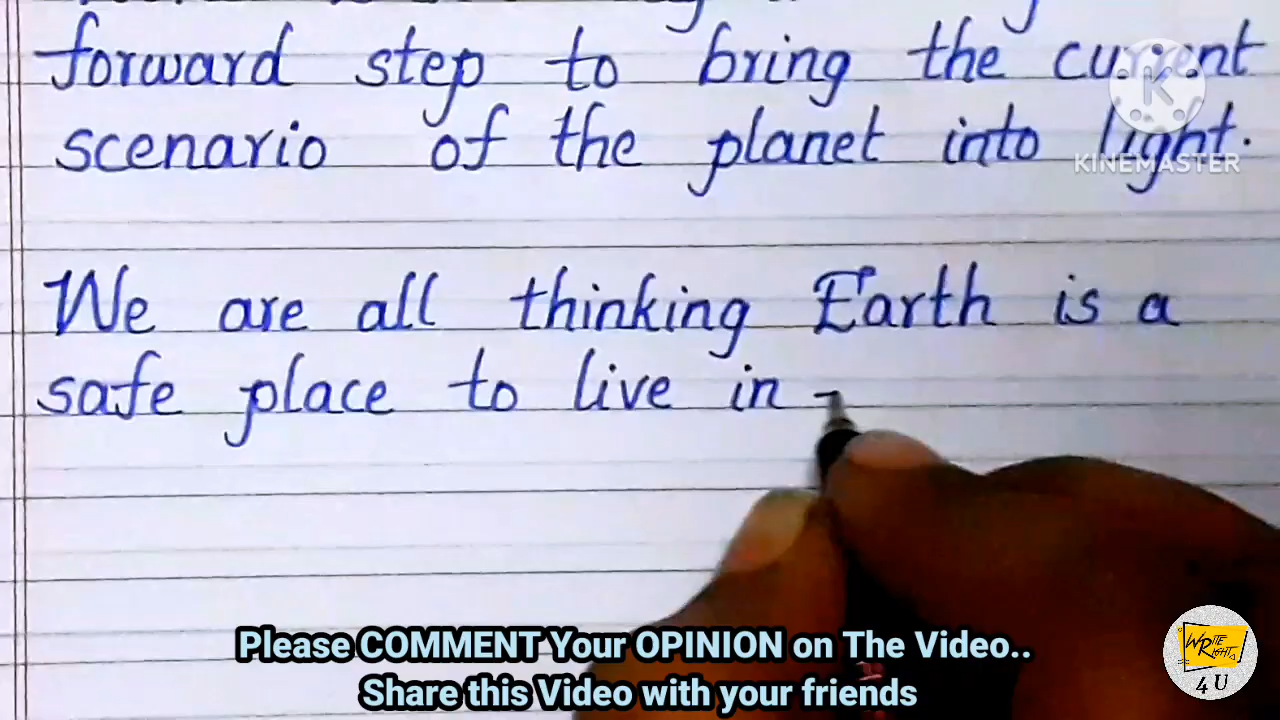 forward step to bring the current
scenario of the planet into light.
KINEMASTER
We are all thinking Earth is a
safe place to live in
Please COMMENT Your OPINION on The Video..
Share this Video with your friends
WRITE
RIGHT
4 U